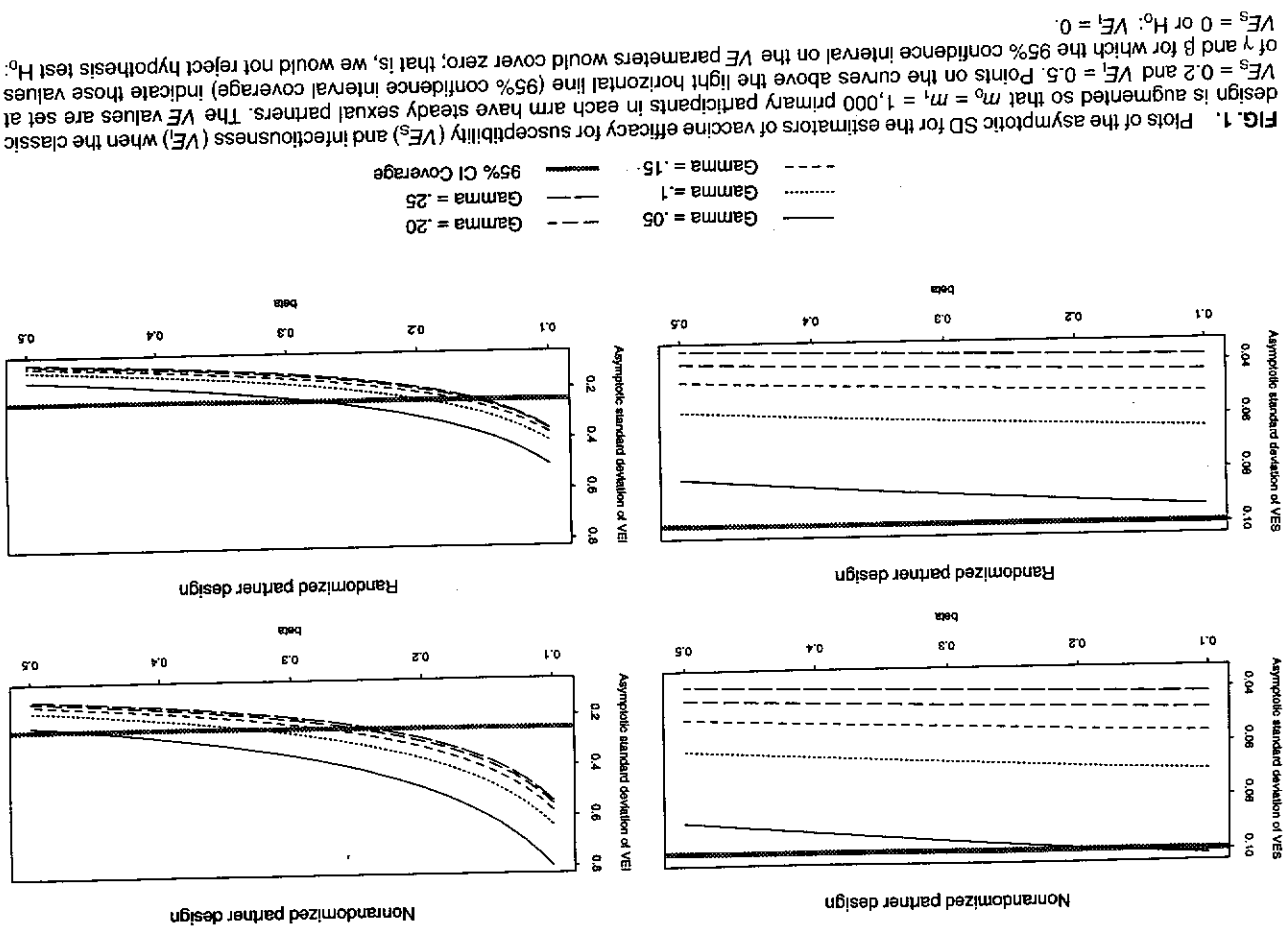 Nonrandomized partner design
Nonrandomized partner design
Asymptotic standard deviation of VES
0.10
0.08
0.06
0.04
0.1
0.2
0.3
0.4
0.5
beta
Asymptotic standard deviation of VEI
0.8
0.6
0.4
0.2
0.1
0.2
0.3
0.4
0.5
beta
Randomized partner design
Randomized partner design
Asymptotic standard deviation of VES
0.10
0.08
0.06
0.04
0.1
0.2
0.3
0.4
0.5
beta
Asymptotic standard deviation of VEI
0.8
0.6
0.4
0.2
0.1
0.2
0.3
0.4
0.5
beta
Gamma = .05
Gamma = .1
Gamma = .15
Gamma = .20
Gamma = .25
95% CI Coverage
FIG. 1. Plots of the asymptotic SD for the estimators of vaccine efficacy for susceptibility (VEₛ) and infectiousness (VEᵢ) when the classic
design is augmented so that m₀ = m₁ = 1,000 primary participants in each arm have steady sexual partners. The VE values are set at
VEₛ = 0.2 and VEᵢ = 0.5. Points on the curves above the light horizontal line (95% confidence interval coverage) indicate those values
of γ and β for which the 95% confidence interval on the VE parameters would cover zero; that is, we would not reject hypothesis test H₀:
VEₛ = 0 or H₀: VEᵢ = 0.